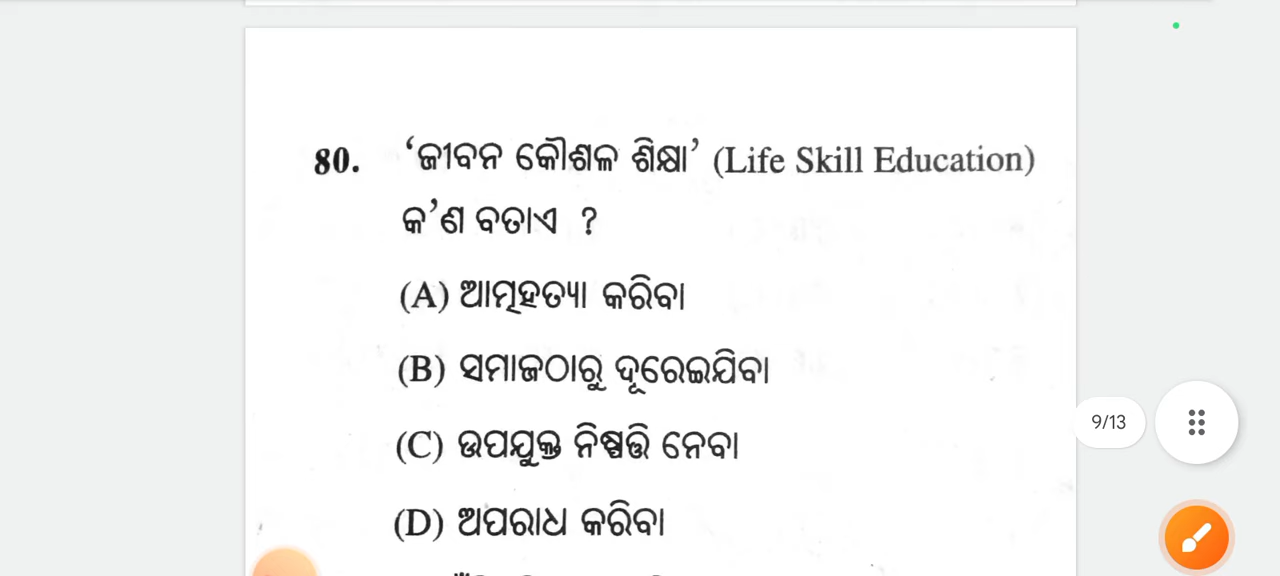 80. ‘ଜୀବନ କୌଶଳ ଶିକ୍ଷା’ (Life Skill Education)
କ’ଣ ବତାଏ ?
(A) ଆତ୍ମହତ୍ୟା କରିବା
(B) ସମାଜଠାରୁ ଦୂରେଇଯିବା
(C) ଉପଯୁକ୍ତ ନିଷ୍ପତ୍ତି ନେବା
9/13
(D) ଅପରାଧ କରିବା